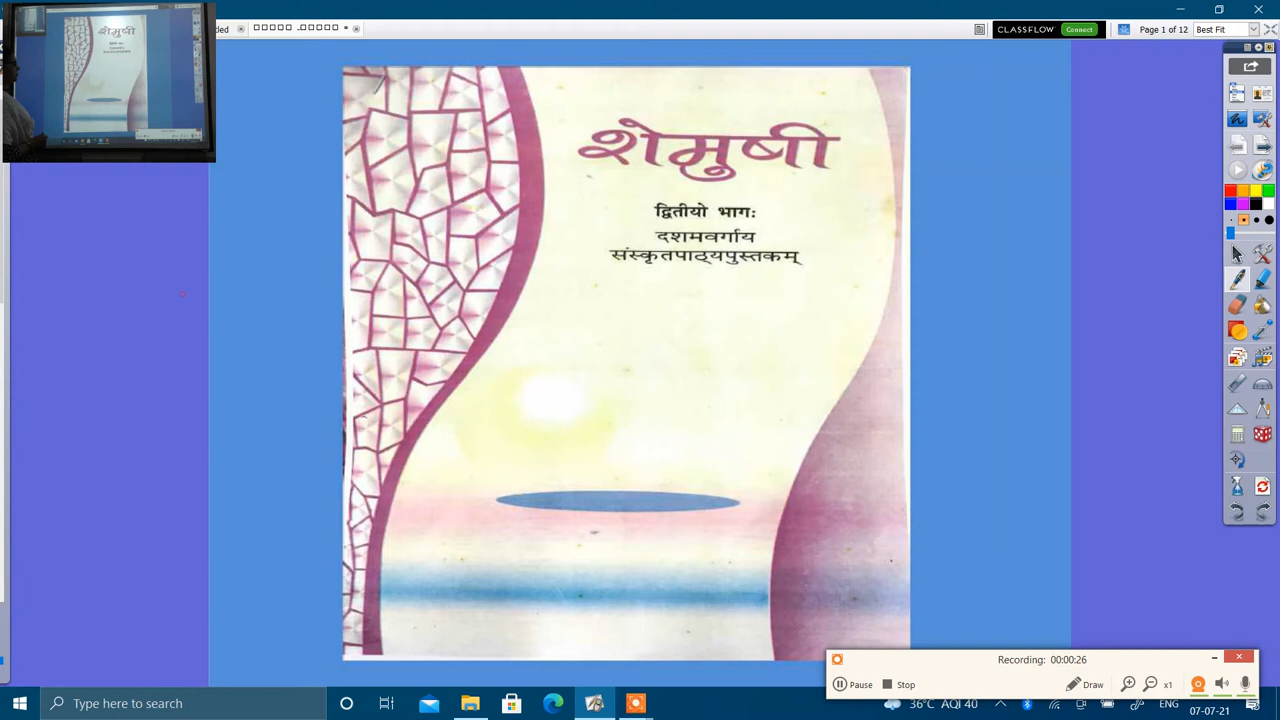 CLASSFLOW Connect Page 1 of 12 Best Fit
शेमुषी
द्वितीयो भागः
दशमवर्गाय
संस्कृतपाठ्यपुस्तकम्
Recording: 00:00:26
Pause Stop Draw x1
Type here to search
36°C AQI 40 ENG
07-07-21